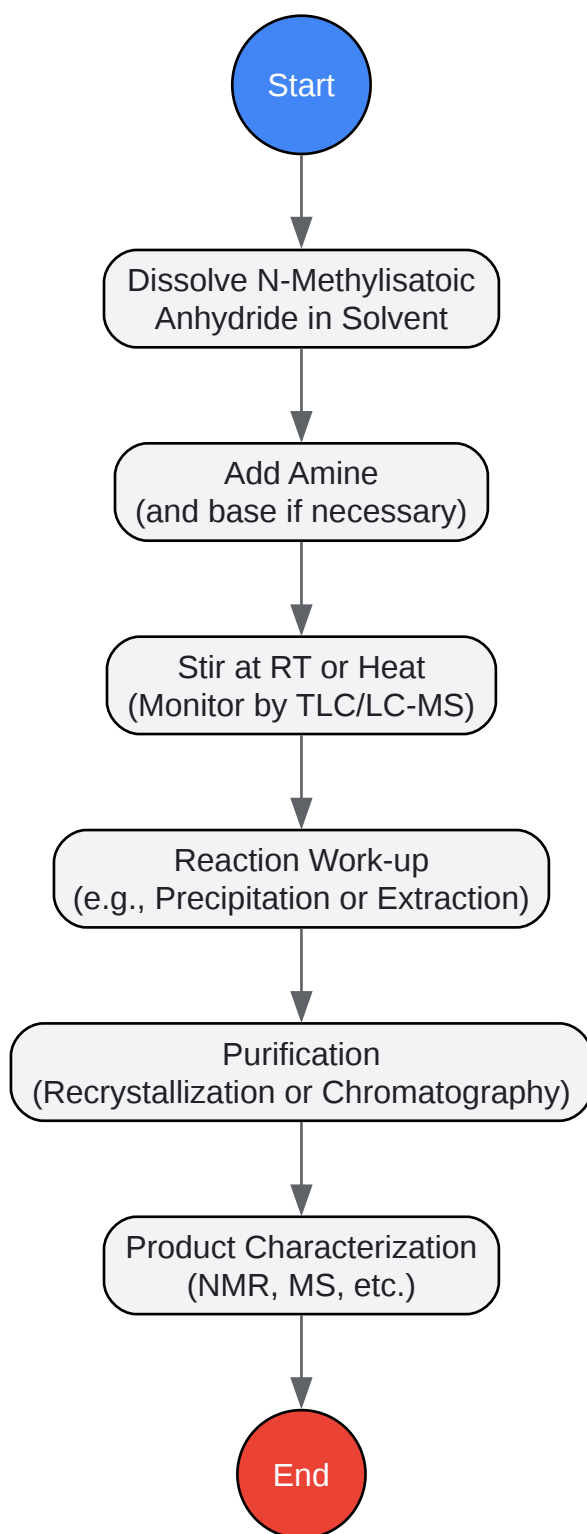 Start
Dissolve N-Methylisatoic
Anhydride in Solvent
Add Amine
(and base if necessary)
Stir at RT or Heat
(Monitor by TLC/LC-MS)
Reaction Work-up
(e.g., Precipitation or Extraction)
Purification
(Recrystallization or Chromatography)
Product Characterization
(NMR, MS, etc.)
End